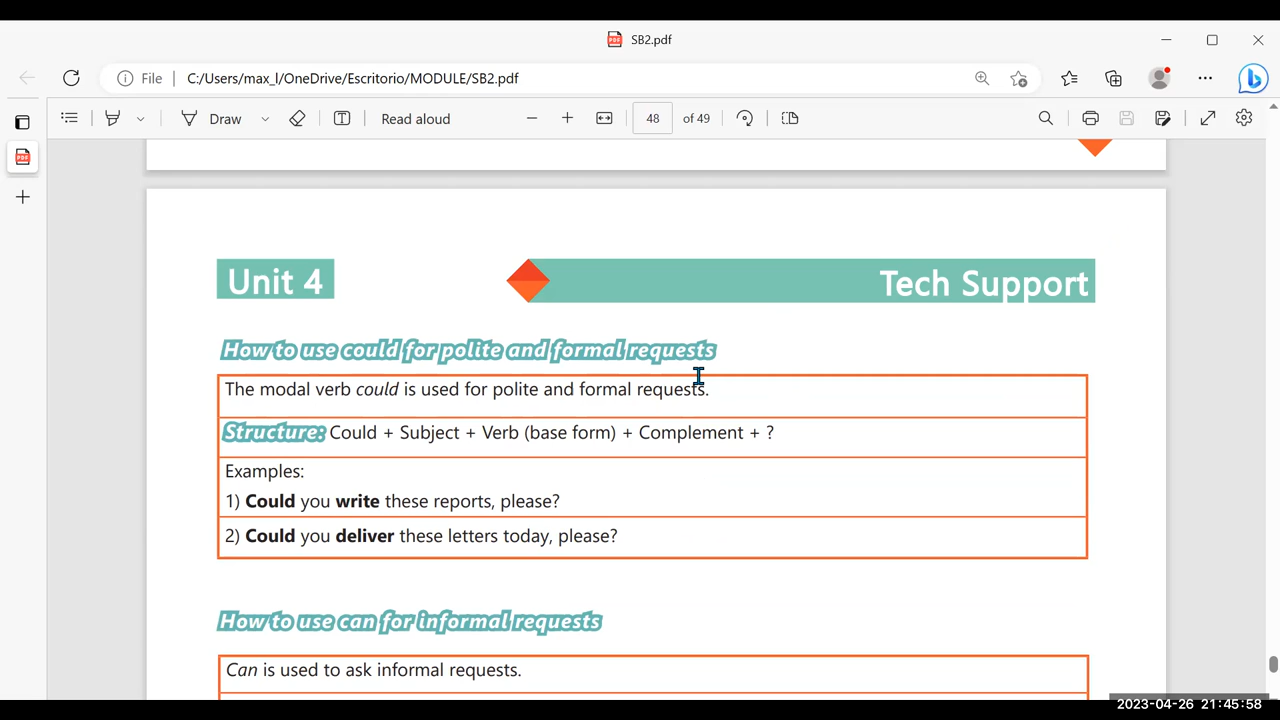 SB2.pdf
File
C:/Users/max_l/OneDrive/Escritorio/MODULE/SB2.pdf
Draw
Read aloud
48
of 49
Unit 4
Tech Support
How to use could for polite and formal requests
The modal verb could is used for polite and formal requests.
Structure: Could + Subject + Verb (base form) + Complement + ?
Examples:
1) Could you write these reports, please?
2) Could you deliver these letters today, please?
How to use can for informal requests
Can is used to ask informal requests.
2023-04-26 21:45:58